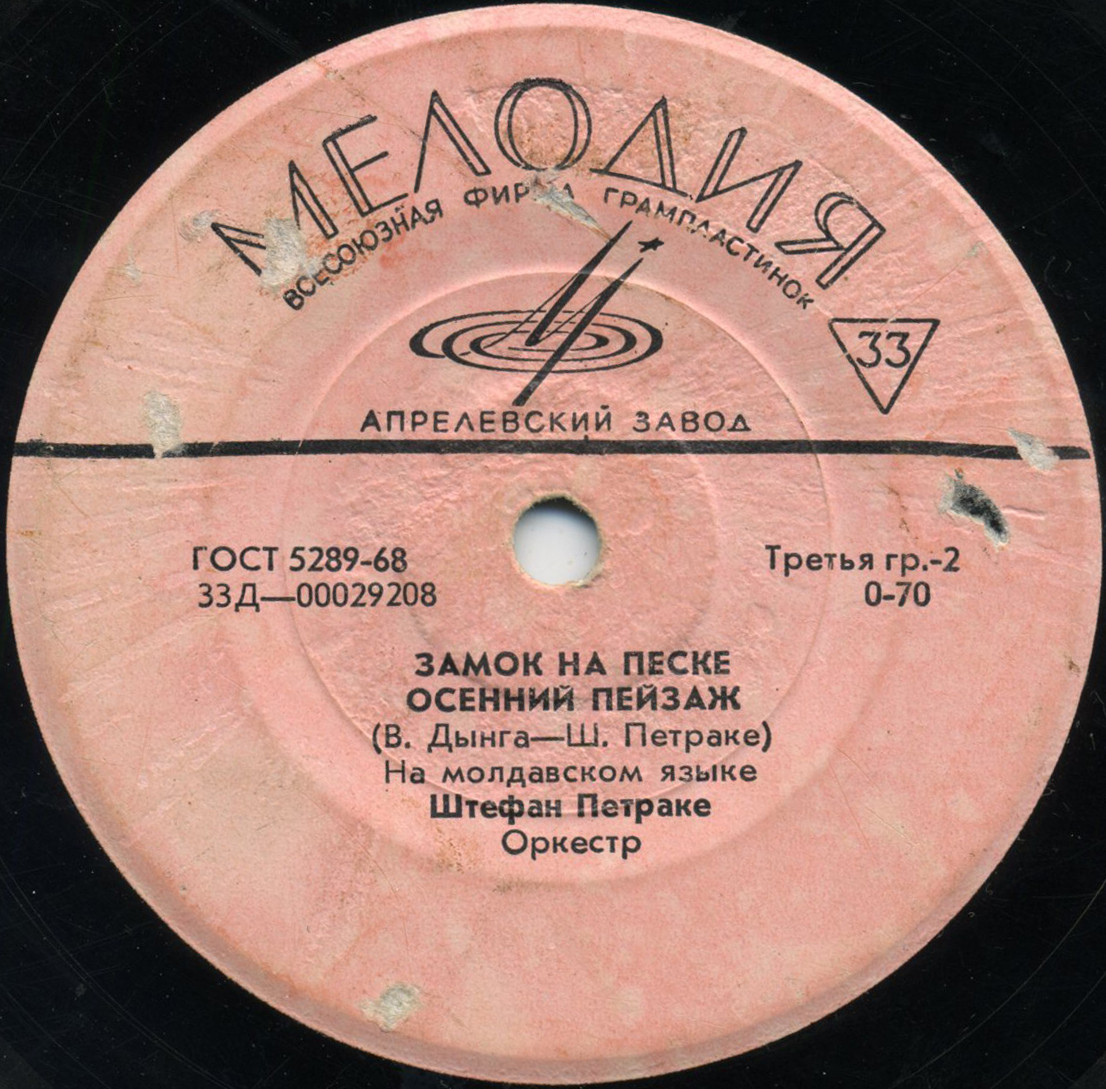 МЕЛОДИЯ
ВСЕСОЮЗНАЯ ФИРМА ГРАМПЛАСТИНОК
33
АПРЕЛЕВСКИЙ ЗАВОД
ГОСТ 5289-68
Третья гр.-2
33Д—00029208
0-70
ЗАМОК НА ПЕСКЕ
ОСЕННИЙ ПЕЙЗАЖ
(В. Дынга—Ш. Петраке)
На молдавском языке
Штефан Петраке
Оркестр